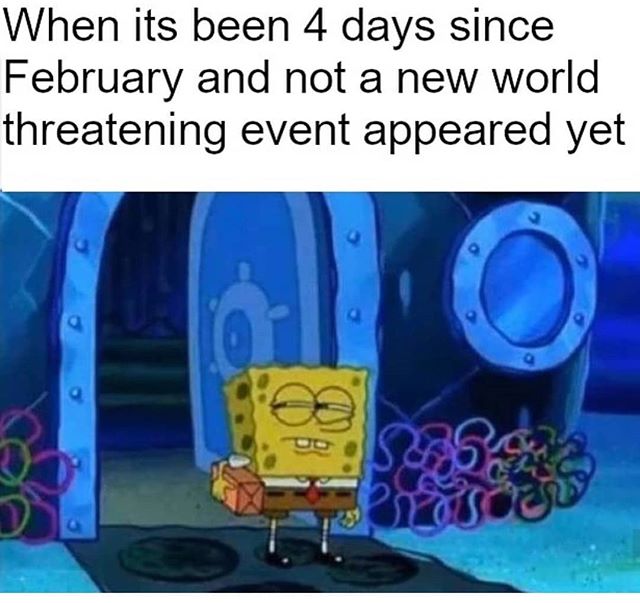 When its been 4 days since
February and not a new world
threatening event appeared yet